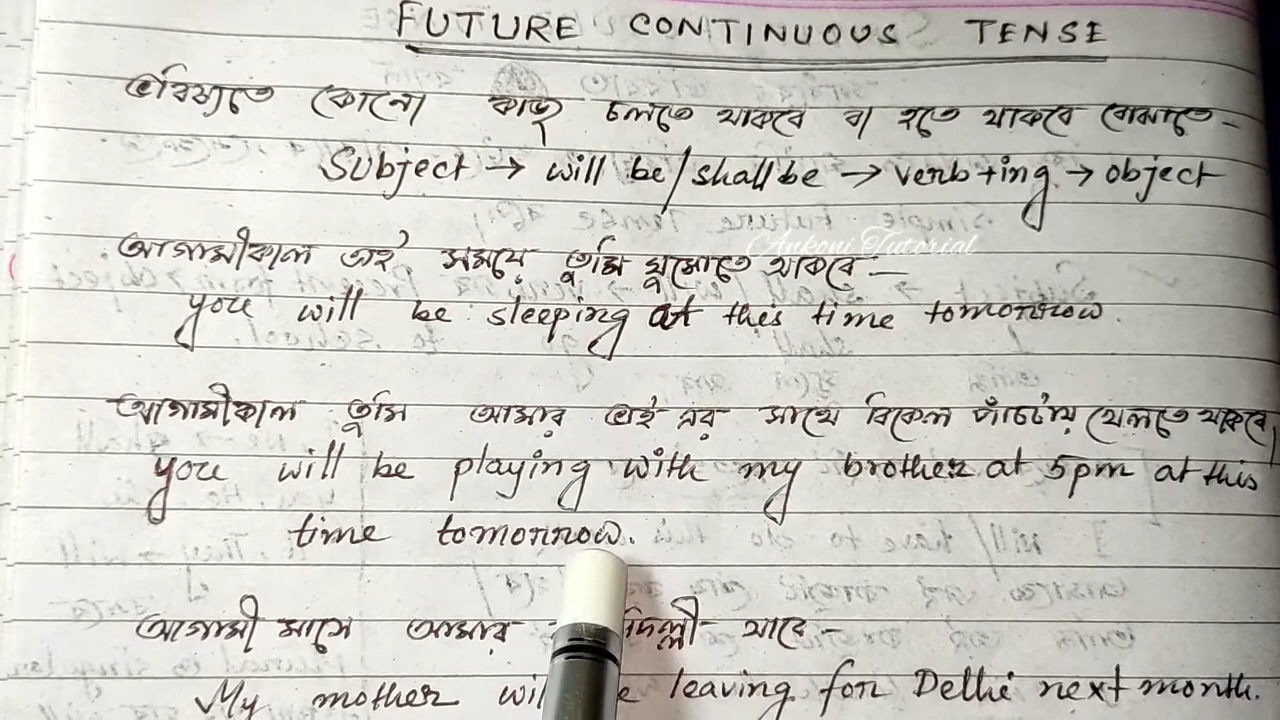 FUTURE CONTINUOUS TENSE
ভবিষ্যতে কোনো কাজ চলতে থাকবে বা হতে থাকবে বোঝাতে-
Subject → will be/shall be → verb+ing → object
Ankoni Tutorial
আগামীকাল এই সময়ে তুমি ঘুমোতে থাকবে:-
you will be sleeping at this time tomorrow.
আগামীকাল তুমি আমার ভাই এর সাথে বিকেল পাঁচটায় খেলতে থাকবে,
you will be playing with my brother at 5pm at this
time tomorrow.
আগামী মাসে আমার দিল্লী যাবে-
My mother leaving for Delhi next month.